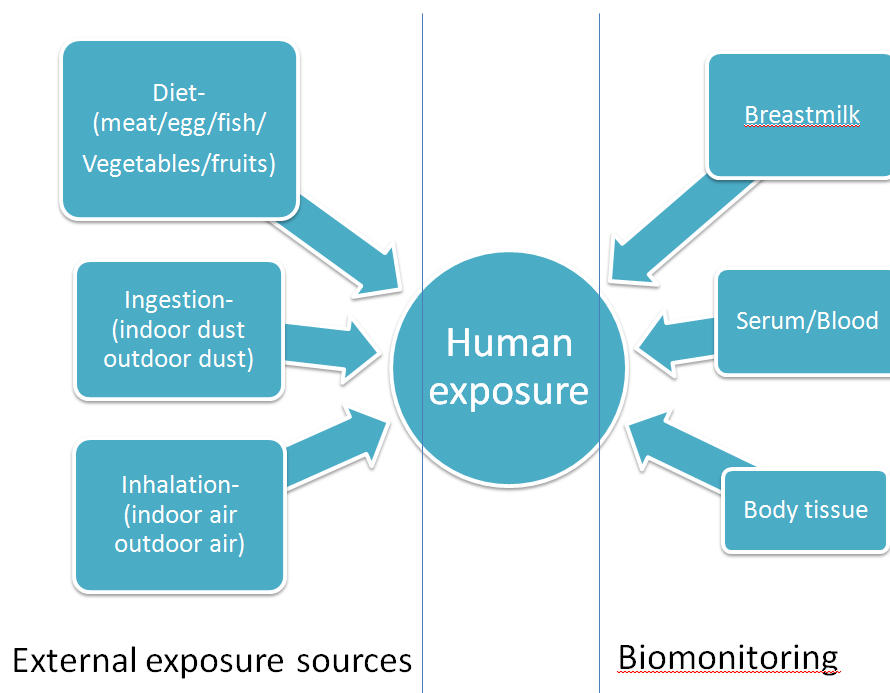 Diet-
(meat/egg/fish/
Vegetables/fruits)
Ingestion-
(indoor dust
outdoor dust)
Inhalation-
(indoor air
outdoor air)
External exposure sources
Human
exposure
Breastmilk
Serum/Blood
Body tissue
Biomonitoring